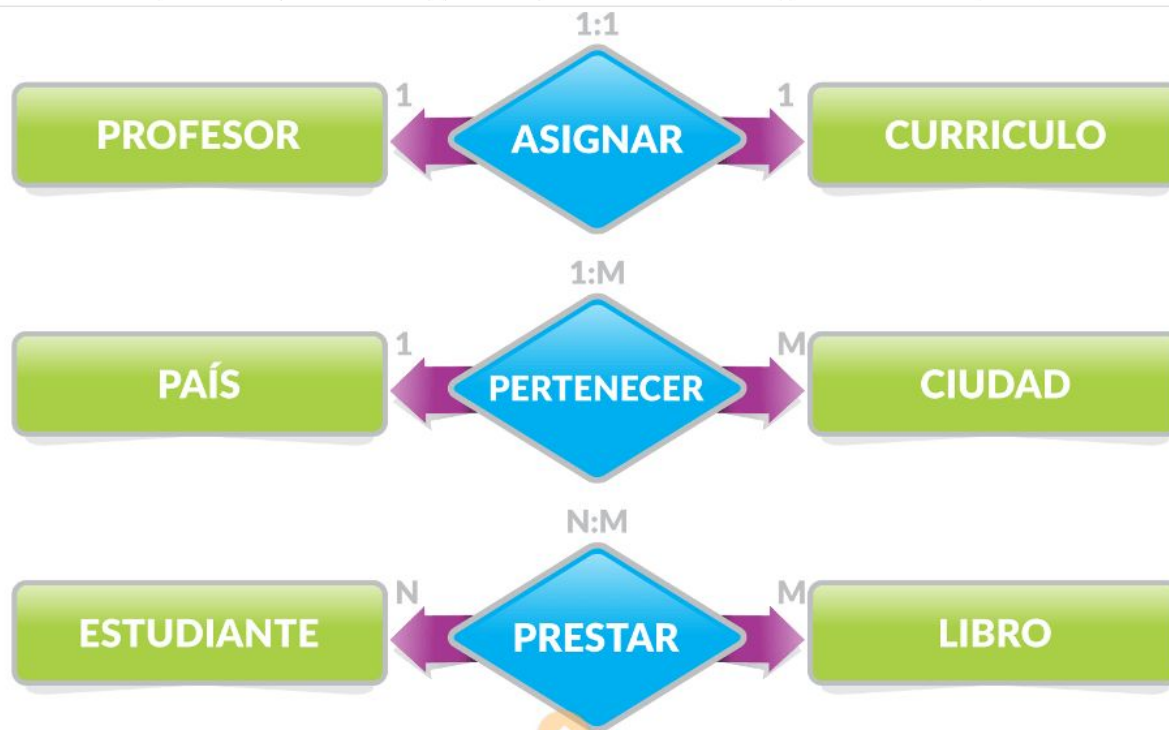 1:1
PROFESOR 1 ASIGNAR 1 CURRICULO
1:M
PAÍS 1 PERTENECER M CIUDAD
N:M
ESTUDIANTE N PRESTAR M LIBRO